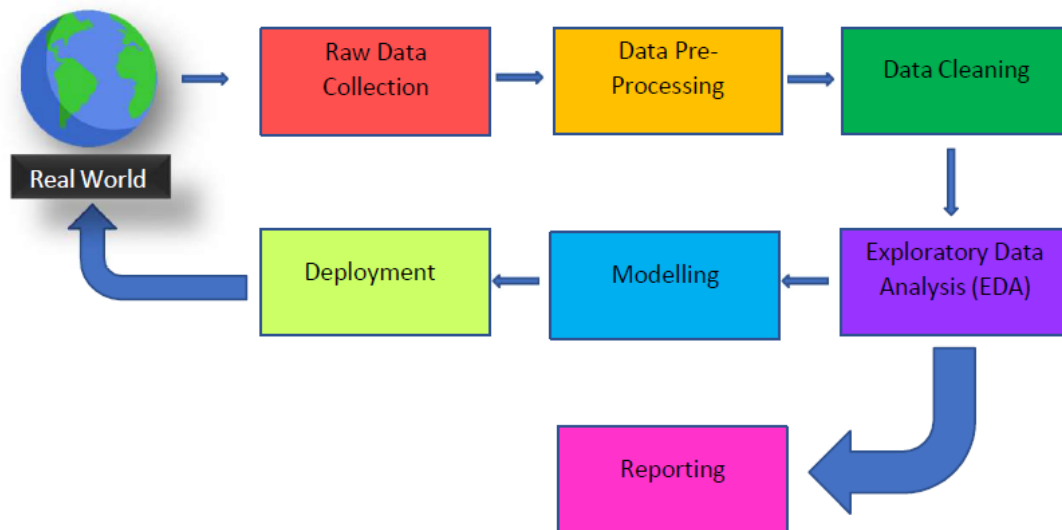 Raw Data
Collection
Data Pre-
Processing
Data Cleaning
Real World
Deployment
Modelling
Exploratory Data
Analysis (EDA)
Reporting